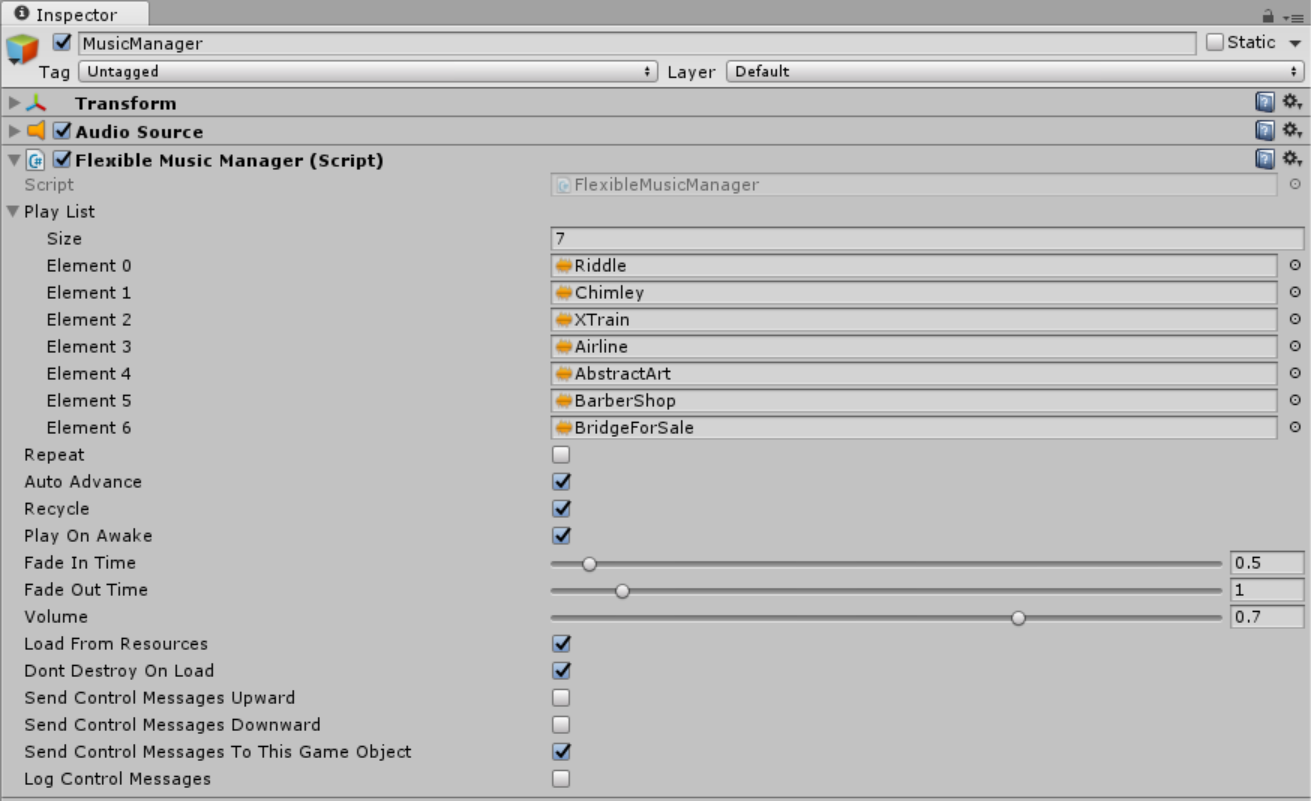 Inspector
MusicManager Static
Tag Untagged Layer Default
Transform
Audio Source
Flexible Music Manager (Script)
Script FlexibleMusicManager
Play List
Size 7
Element 0 Riddle
Element 1 Chimley
Element 2 XTrain
Element 3 Airline
Element 4 AbstractArt
Element 5 BarberShop
Element 6 BridgeForSale
Repeat
Auto Advance
Recycle
Play On Awake
Fade In Time 0.5
Fade Out Time 1
Volume 0.7
Load From Resources
Dont Destroy On Load
Send Control Messages Upward
Send Control Messages Downward
Send Control Messages To This Game Object
Log Control Messages